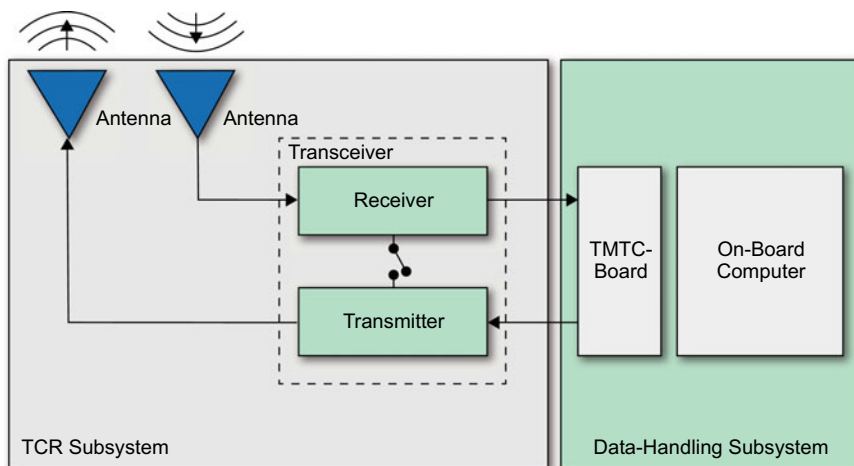 Antenna
Antenna
Transceiver
Receiver
Transmitter
TMTC-
Board
On-Board
Computer
TCR Subsystem
Data-Handling Subsystem